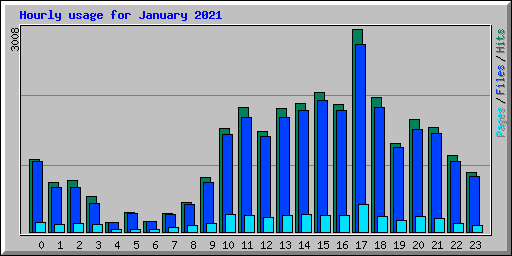 Hourly usage for January 2021
3008
Pages/Files/Hits
0 1 2 3 4 5 6 7 8 9 10 11 12 13 14 15 16 17 18 19 20 21 22 23